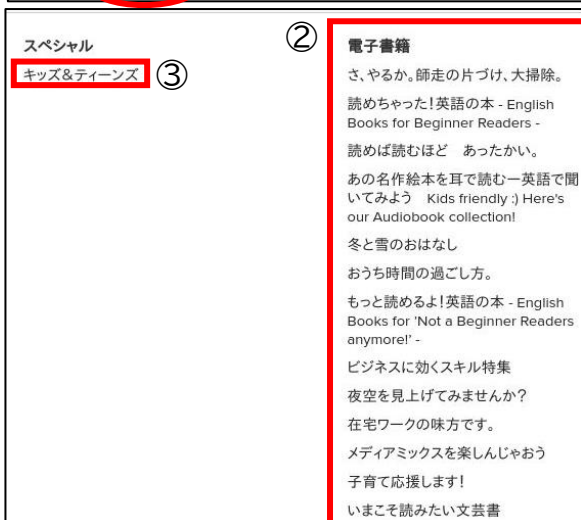 スペシャル
キッズ&ティーンズ ③
②
電子書籍
さ、やるか。師走の片づけ、大掃除。
読めちゃった!英語の本 - English
Books for Beginner Readers -
読めば読むほど　あったかい。
あの名作絵本を耳で読むー英語で聞
いてみよう　Kids friendly :) Here's
our Audiobook collection!
冬と雪のおはなし
おうち時間の過ごし方。
もっと読めるよ!英語の本 - English
Books for 'Not a Beginner Readers
anymore!' -
ビジネスに効くスキル特集
夜空を見上げてみませんか?
在宅ワークの味方です。
メディアミックスを楽しんじゃおう
子育て応援します!
いまこそ読みたい文芸書